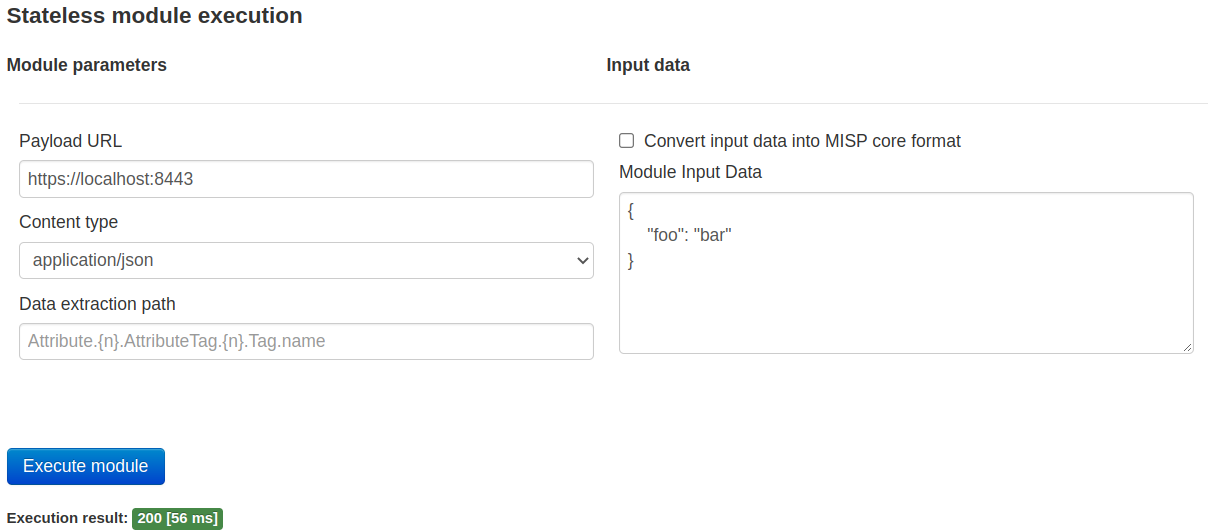 Stateless module execution
Module parameters
Input data
Payload URL
https://localhost:8443
Content type
application/json
Data extraction path
Attribute.{n}.AttributeTag.{n}.Tag.name
Convert input data into MISP core format
Module Input Data
{
    "foo": "bar"
}
Execute module
Execution result: 200 [56 ms]